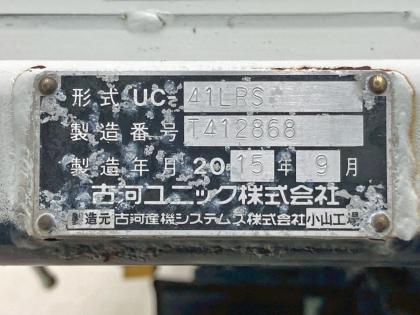 形式 UC- 41LRS
製造番号 T412868
製造年月 2015年 9月
古河ユニック株式会社
製造元 古河産機システムズ株式会社 小山工場